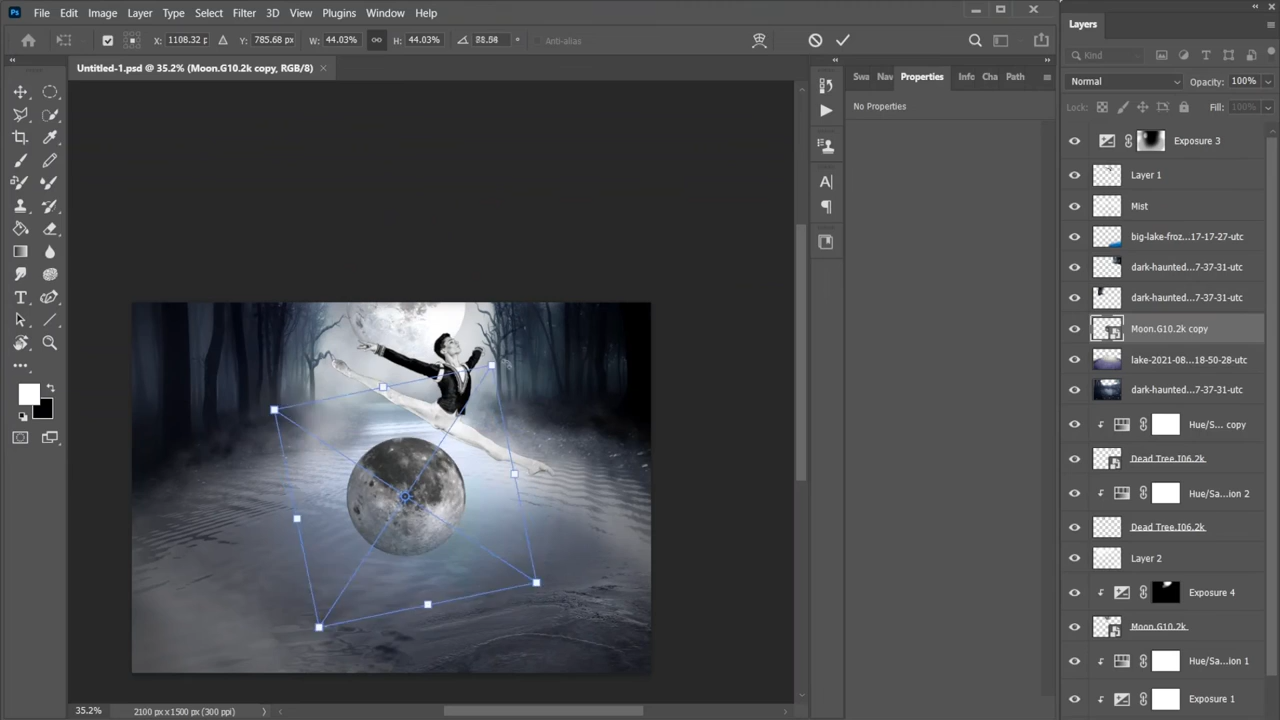 Ps File Edit Image Layer Type Select Filter 3D View Plugins Window Help
X: 1108.32 p Y: 785.68 px W: 44.03% H: 44.03% ° Anti-alias
Untitled-1.psd @ 35.2% (Moon.G10.2k copy, RGB/8) ×
Swa Nav Properties Info Cha Path
No Properties
Layers
Kind
Normal Opacity: 100%
Lock: Fill: 100%
Exposure 3
Layer 1
Mist
big-lake-froz...17-17-27-utc
dark-haunted...7-37-31-utc
dark-haunted...7-37-31-utc
Moon.G10.2k copy
lake-2021-08...18-50-28-utc
dark-haunted...7-37-31-utc
Hue/S... copy
Dead Tree.I06.2k
Hue/Sa...ion 2
Dead Tree.I06.2k
Layer 2
Exposure 4
Moon.G10.2k
Hue/Sa...ion 1
Exposure 1
35.2% 2100 px x 1500 px (300 ppi)